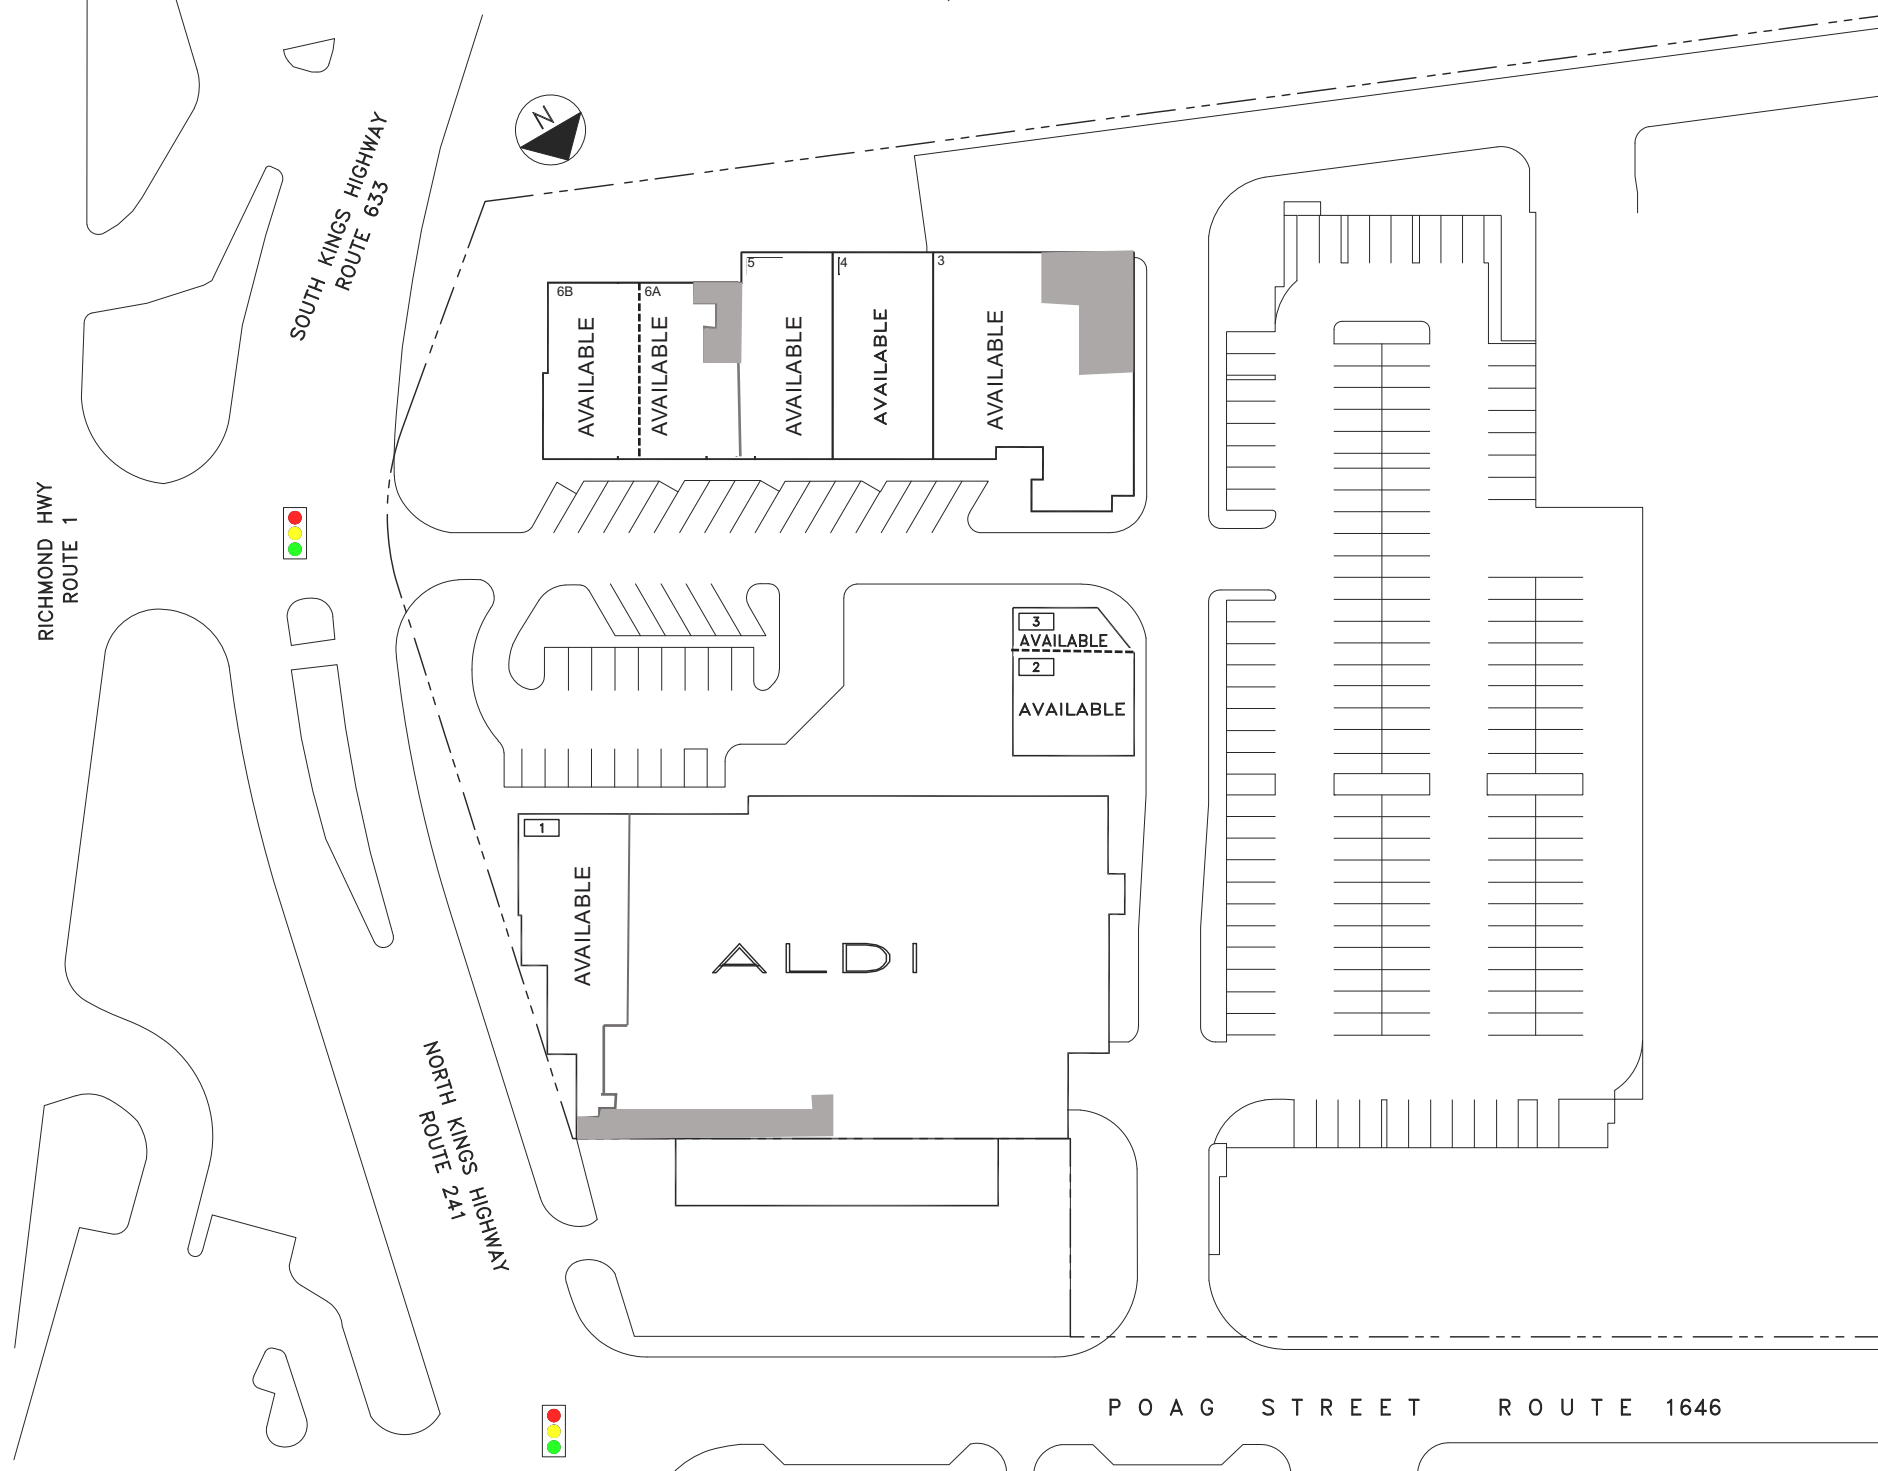 N
SOUTH KINGS HIGHWAY
ROUTE 633
6B
6A
5
4
3
AVAILABLE
AVAILABLE
AVAILABLE
AVAILABLE
AVAILABLE
RICHMOND HWY
ROUTE 1
3
AVAILABLE
2
AVAILABLE
1
AVAILABLE
ALDI
NORTH KINGS HIGHWAY
ROUTE 241
POAG STREET ROUTE 1646